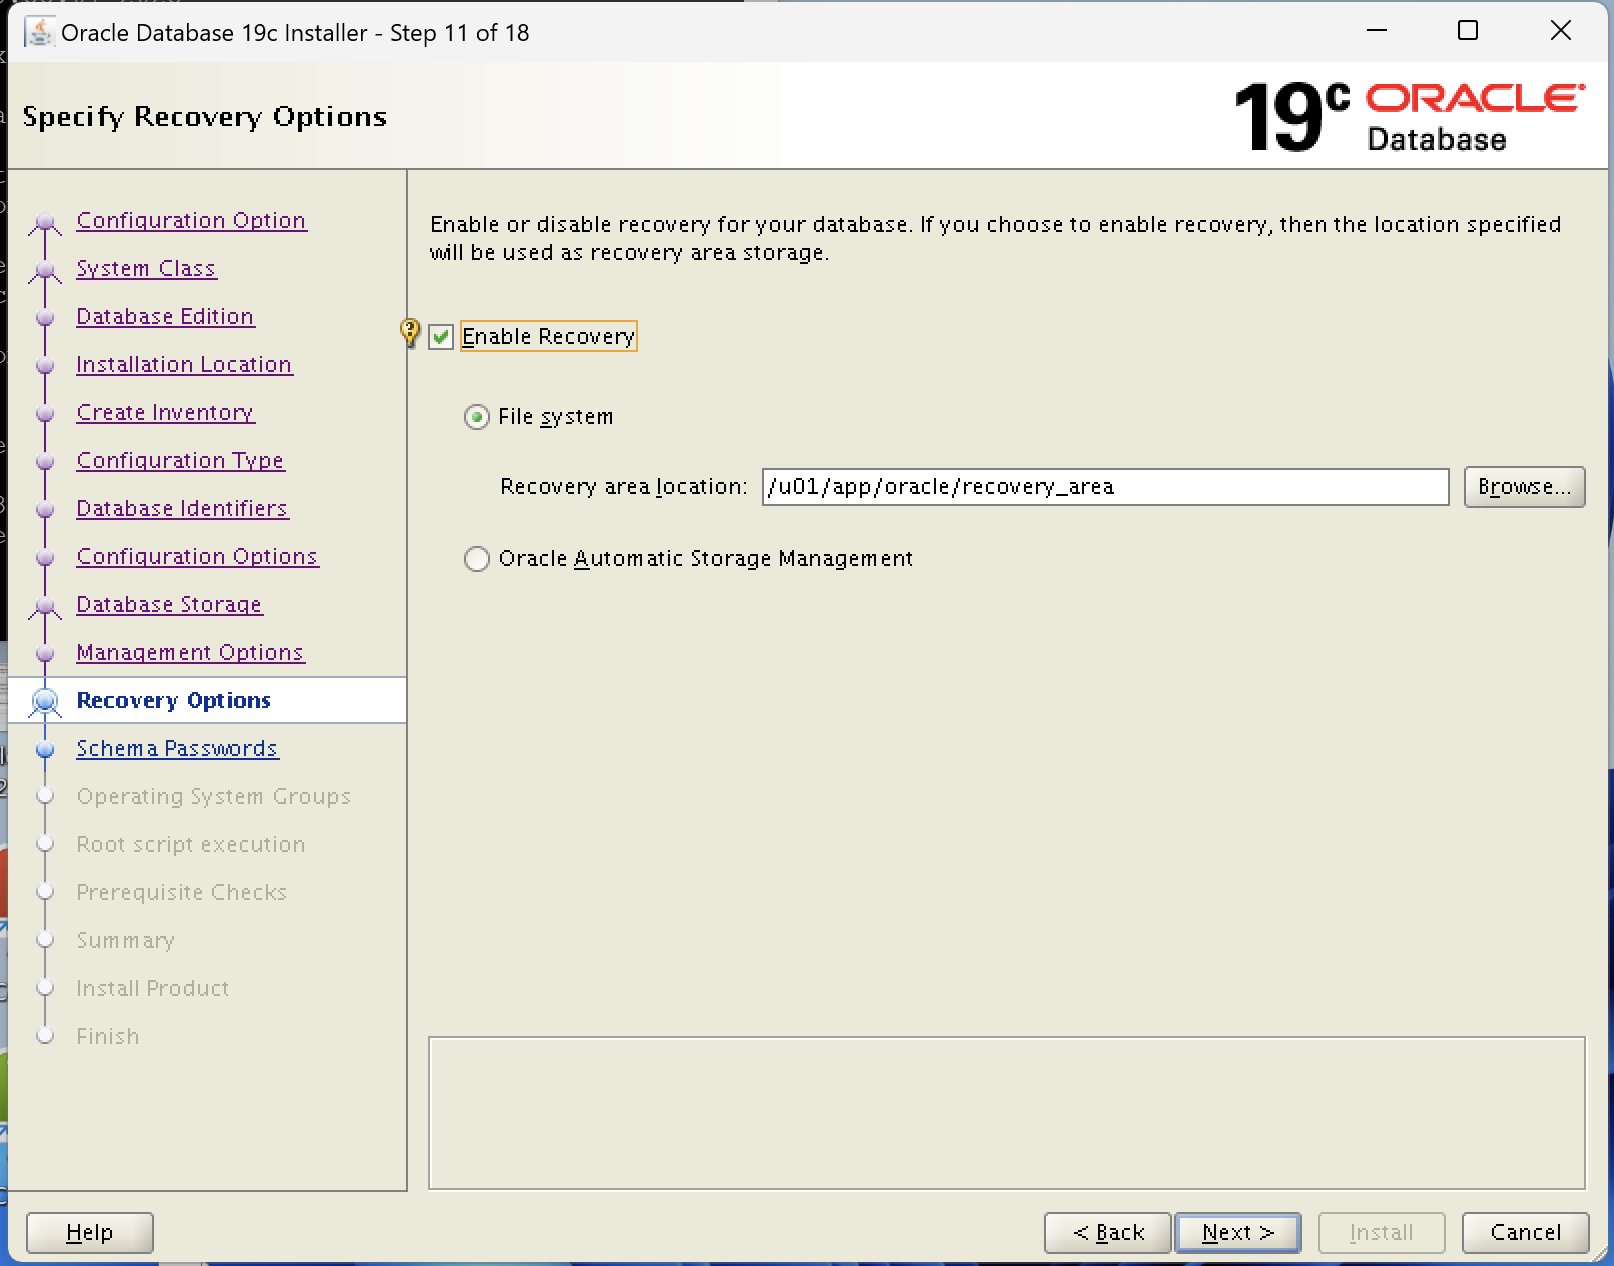 Oracle Database 19c Installer - Step 11 of 18
Specify Recovery Options
19c ORACLE
Database
Configuration Option
System Class
Database Edition
Installation Location
Create Inventory
Configuration Type
Database Identifiers
Configuration Options
Database Storage
Management Options
Recovery Options
Schema Passwords
Operating System Groups
Root script execution
Prerequisite Checks
Summary
Install Product
Finish
Enable or disable recovery for your database. If you choose to enable recovery, then the location specified
will be used as recovery area storage.
Enable Recovery
File system
Recovery area location: /u01/app/oracle/recovery_area Browse...
Oracle Automatic Storage Management
Help < Back Next > Install Cancel